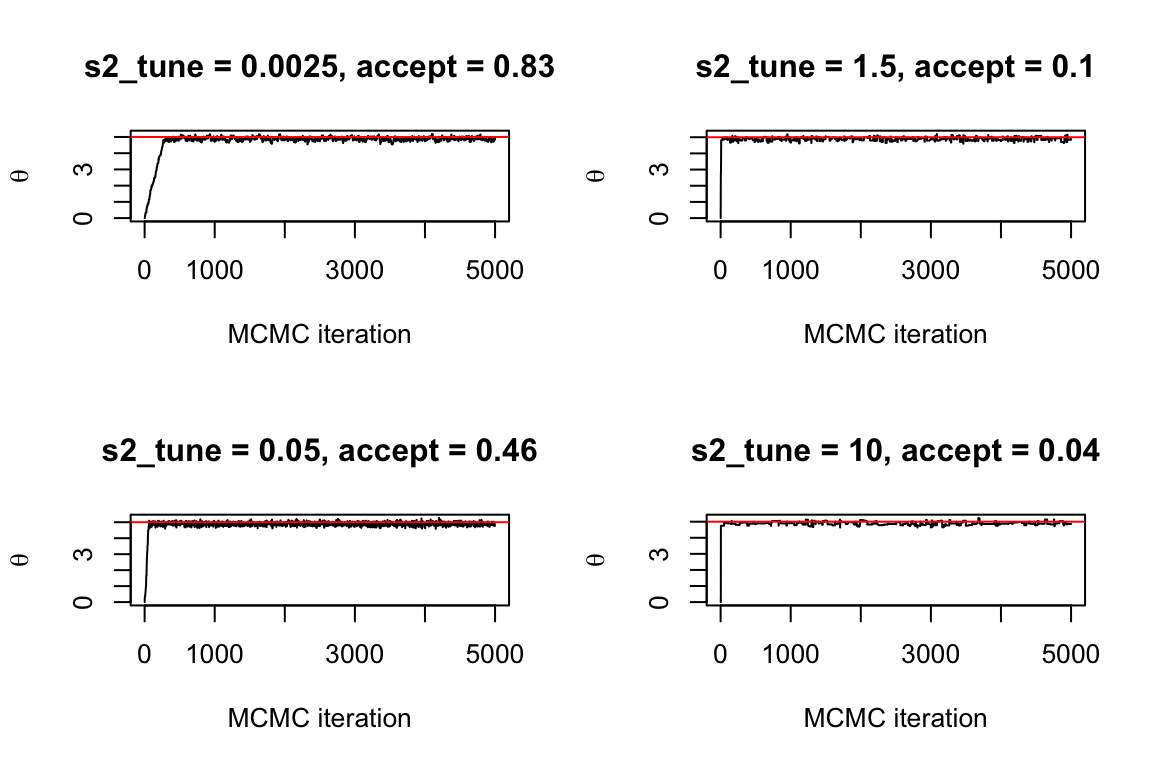 s2_tune = 0.0025, accept = 0.83
θ
0 3
0 1000 3000 5000
MCMC iteration
s2_tune = 1.5, accept = 0.1
θ
0 3
0 1000 3000 5000
MCMC iteration
s2_tune = 0.05, accept = 0.46
θ
0 3
0 1000 3000 5000
MCMC iteration
s2_tune = 10, accept = 0.04
θ
0 3
0 1000 3000 5000
MCMC iteration